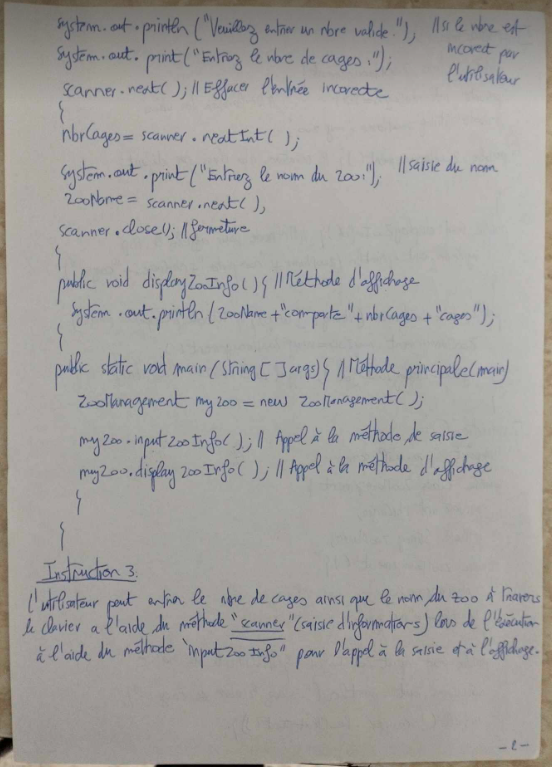 System.out.println("Veuillez entrer un nbre valide."); //si le nbre est
incorect par
l'utilisateur
System.out.print("Entrez le nbre de cages:");
scanner.next(); // Effacer l'entrée incorecte
}
nbrCages = scanner.nextInt();
System.out.print("Entrez le nom du zoo:"); //saisie du nom
zooName = scanner.next();
scanner.close(); //fermeture
}
public void displayZooInfo(){ // Méthode d'affichage
System.out.println(zooName+"comporte"+nbrCages+"cages");
}
public static void main(String[]args){ // Méthode principale(main)
ZooManagement myZoo = new ZooManagement();
myZoo.inputZooInfo(); // Appel à la méthode de saisie
myZoo.displayZooInfo(); // Appel à la méthode d'affichage
}
}
Instruction 3:
L'utilisateur peut entrer le nbre de cages ainsi que le nom du zoo à travers
le clavier a l'aide du méthode "scanner" (saisie d'informations) lors de l'éxécution
à l'aide du méthode "inputZooInfo" pour l'appel à la saisie et à l'affichage.
-2-